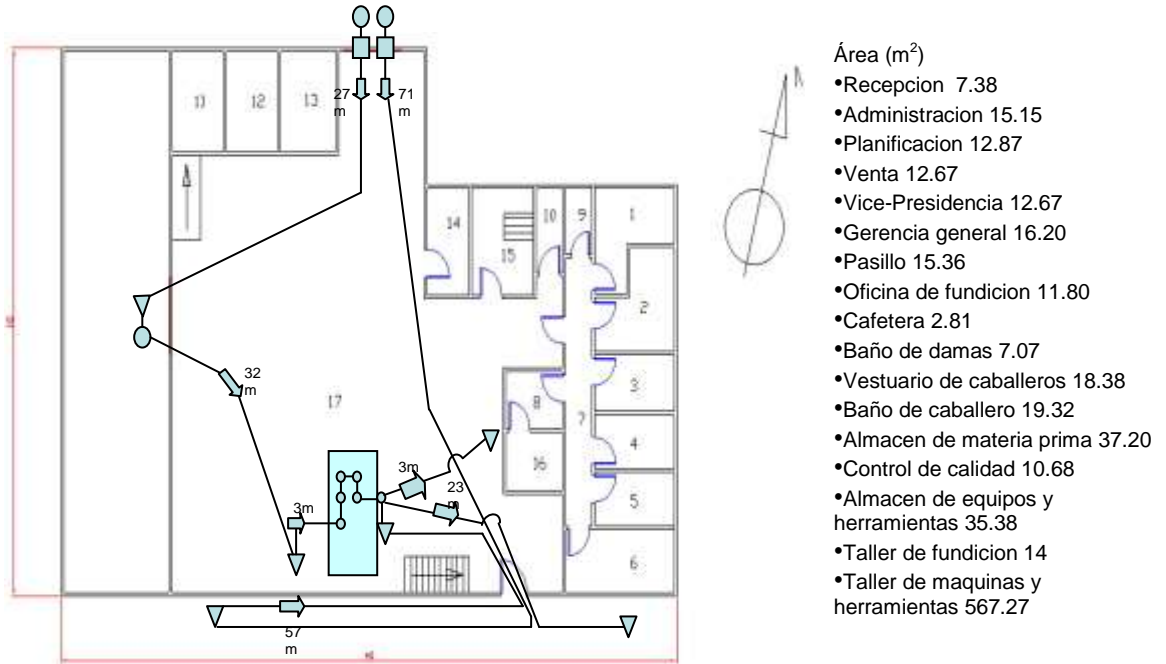 27
m
71
m
11
12
13
14
15
10
9
1
2
3
4
5
6
7
8
16
17
32
m
3m
3m
23
m
57
m
N
Área (m²)
•Recepcion 7.38
•Administracion 15.15
•Planificacion 12.87
•Venta 12.67
•Vice-Presidencia 12.67
•Gerencia general 16.20
•Pasillo 15.36
•Oficina de fundicion 11.80
•Cafetera 2.81
•Baño de damas 7.07
•Vestuario de caballeros 18.38
•Baño de caballero 19.32
•Almacen de materia prima 37.20
•Control de calidad 10.68
•Almacen de equipos y
herramientas 35.38
•Taller de fundicion 14
•Taller de maquinas y
herramientas 567.27